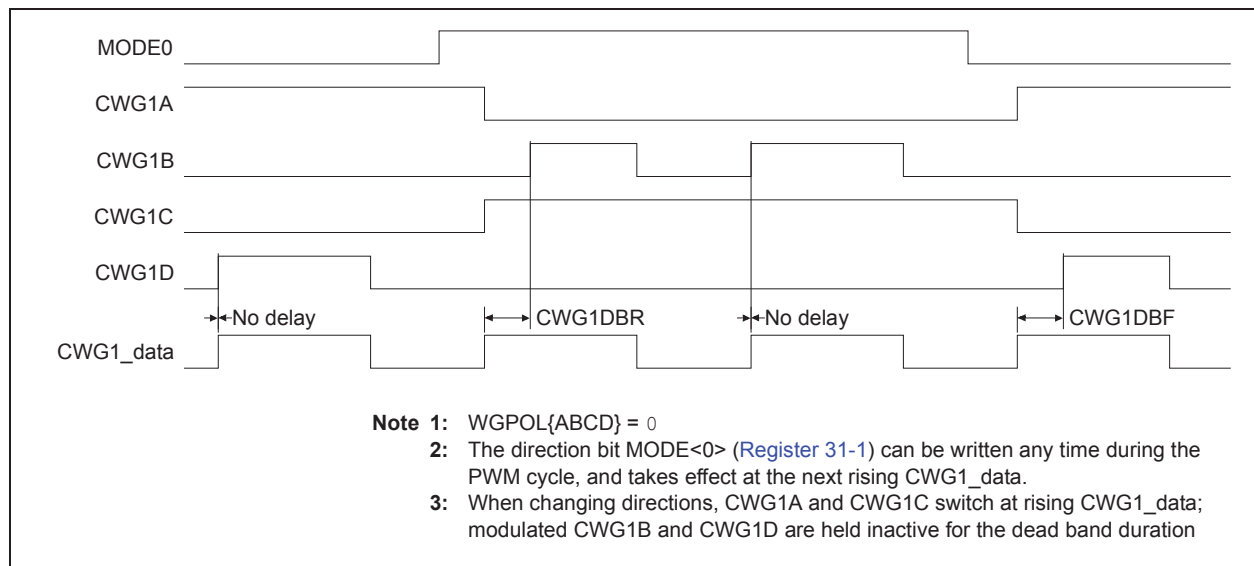 MODE0
CWG1A
CWG1B
CWG1C
CWG1D
No delay CWG1DBR No delay CWG1DBF
CWG1_data
Note 1: WGPOL{ABCD} = 0
2: The direction bit MODE<0> (Register 31-1) can be written any time during the
PWM cycle, and takes effect at the next rising CWG1_data.
3: When changing directions, CWG1A and CWG1C switch at rising CWG1_data;
modulated CWG1B and CWG1D are held inactive for the dead band duration